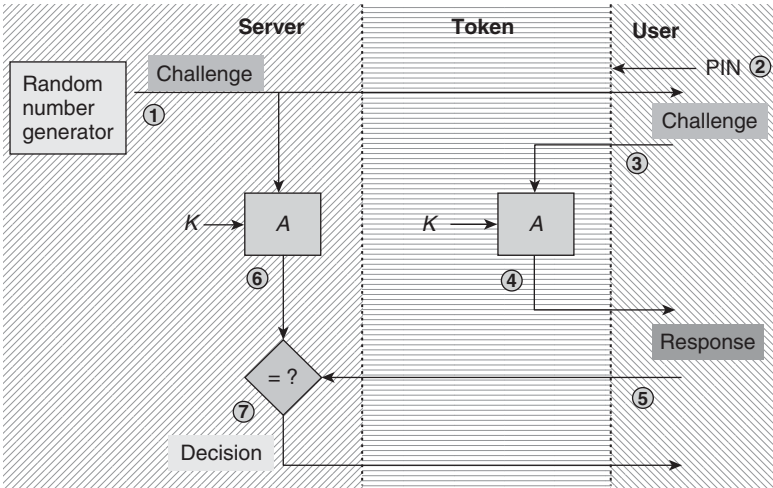 Server
Token
User
PIN ②
Random
number
generator
Challenge
①
Challenge
③
K
A
K
A
⑥
④
Response
= ?
⑤
⑦
Decision